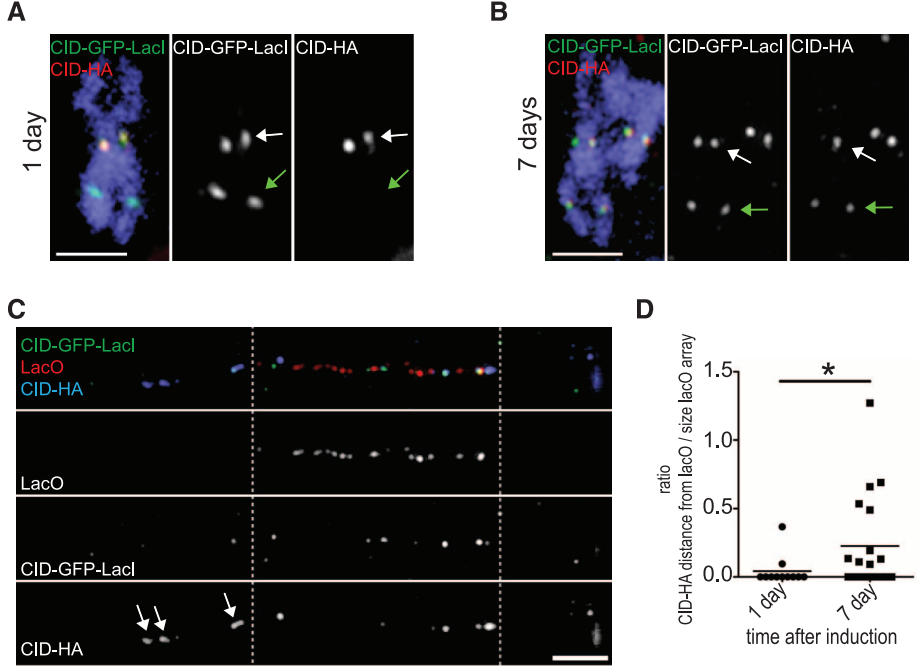 A
CID-GFP-LacI
CID-HA
CID-GFP-LacI
CID-HA
1 day
B
CID-GFP-LacI
CID-HA
CID-GFP-LacI
CID-HA
7 days
C
CID-GFP-LacI
LacO
CID-HA
LacO
CID-GFP-LacI
CID-HA
D
ratio
CID-HA distance from lacO / size lacO array
1.5
1.0
0.5
0.0
*
1 day
7 day
time after induction